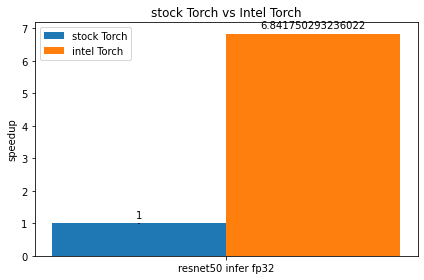 stock Torch vs Intel Torch
6.841750293236022
7
6
5
4
3
2
1
0
speedup
stock Torch
intel Torch
1
resnet50 infer fp32